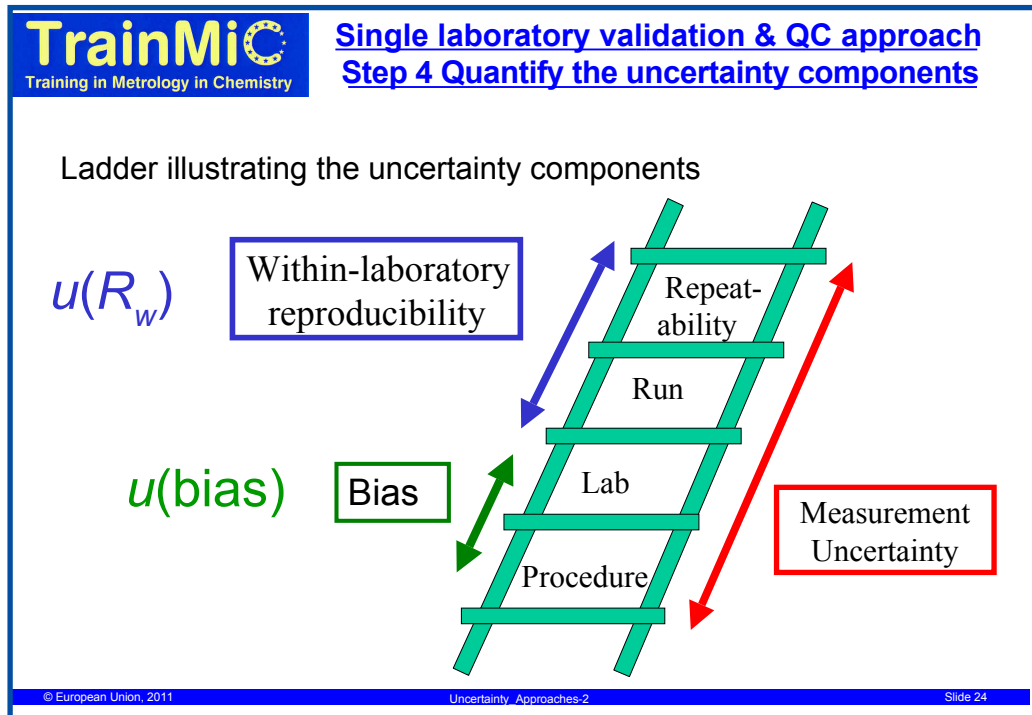 TrainMiC
Training in Metrology in Chemistry
Single laboratory validation & QC approach
Step 4 Quantify the uncertainty components
Ladder illustrating the uncertainty components
u(Rw)
Within-laboratory
reproducibility
Repeat-
ability
Run
u(bias)
Bias
Lab
Measurement
Uncertainty
Procedure
© European Union, 2011
Uncertainty_Approaches-2
Slide 24